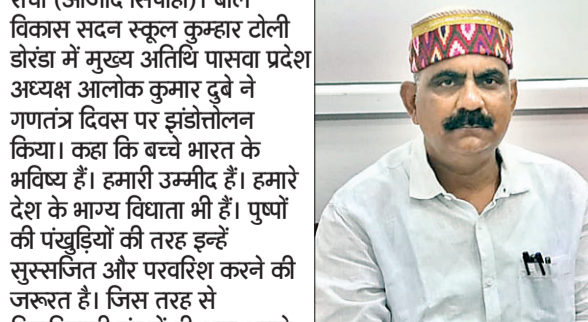 रांची (आजाद सिपाही)। बाल
विकास सदन स्कूल कुम्हार टोली
डोरंडा में मुख्य अतिथि पासवा प्रदेश
अध्यक्ष आलोक कुमार दुबे ने
गणतंत्र दिवस पर झंडोत्तोलन
किया। कहा कि बच्चे भारत के
भविष्य हैं। हमारी उम्मीद हैं। हमारे
देश के भाग्य विधाता भी हैं। पुष्पों
की पंखुड़ियों की तरह इन्हें
सुस्सजित और परवरिश करने की
जरूरत है। जिस तरह से